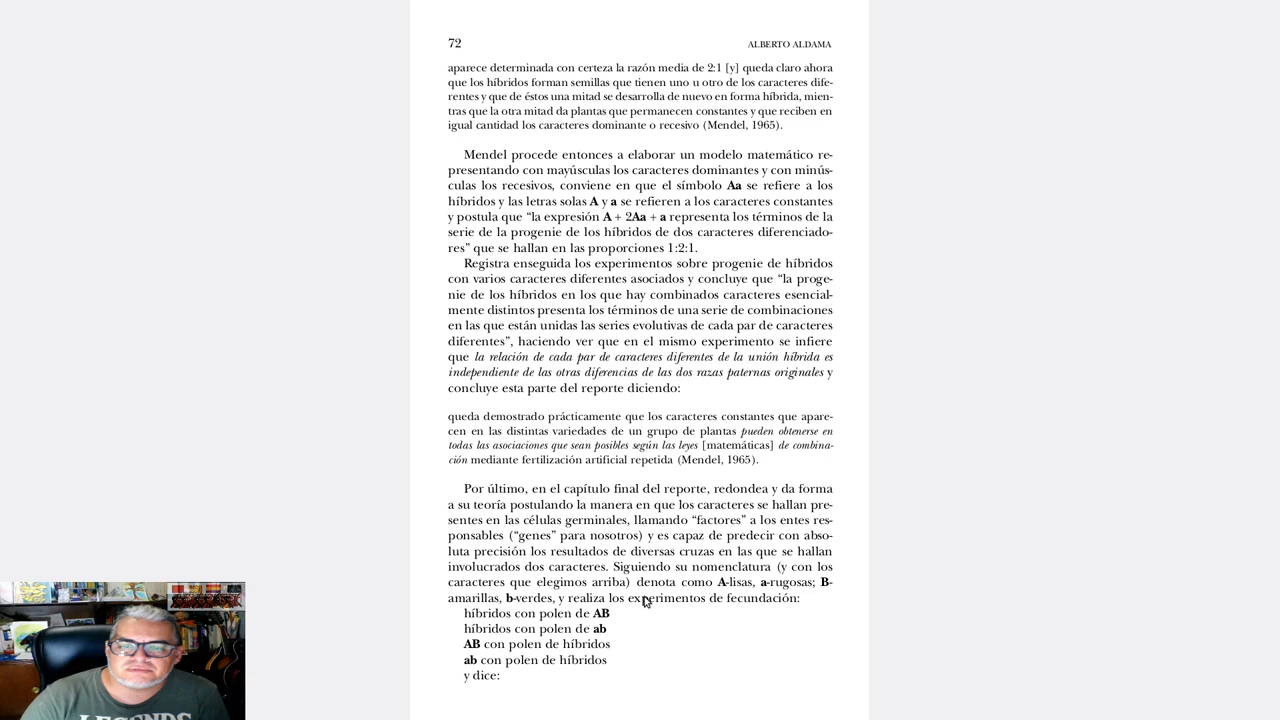 72
ALBERTO ALDAMA
aparece determinada con certeza la razón media de 2:1 [y] queda claro ahora
que los híbridos forman semillas que tienen uno u otro de los caracteres dife-
rentes y que de éstos una mitad se desarrolla de nuevo en forma híbrida, mien-
tras que la otra mitad da plantas que permanecen constantes y que reciben en
igual cantidad los caracteres dominante o recesivo (Mendel, 1965).
Mendel procede entonces a elaborar un modelo matemático re-
presentando con mayúsculas los caracteres dominantes y con minús-
culas los recesivos, conviene en que el símbolo Aa se refiere a los
híbridos y las letras solas A y a se refieren a los caracteres constantes
y postula que “la expresión A + 2Aa + a representa los términos de la
serie de la progenie de los híbridos de dos caracteres diferenciado-
res” que se hallan en las proporciones 1:2:1.
Registra enseguida los experimentos sobre progenie de híbridos
con varios caracteres diferentes asociados y concluye que “la proge-
nie de los híbridos en los que hay combinados caracteres esencial-
mente distintos presenta los términos de una serie de combinaciones
en las que están unidas las series evolutivas de cada par de caracteres
diferentes”, haciendo ver que en el mismo experimento se infiere
que la relación de cada par de caracteres diferentes de la unión híbrida es
independiente de las otras diferencias de las dos razas paternas originales y
concluye esta parte del reporte diciendo:
queda demostrado prácticamente que los caracteres constantes que apare-
cen en las distintas variedades de un grupo de plantas pueden obtenerse en
todas las asociaciones que sean posibles según las leyes [matemáticas] de combina-
ción mediante fertilización artificial repetida (Mendel, 1965).
Por último, en el capítulo final del reporte, redondea y da forma
a su teoría postulando la manera en que los caracteres se hallan pre-
sentes en las células germinales, llamando “factores” a los entes res-
ponsables (“genes” para nosotros) y es capaz de predecir con abso-
luta precisión los resultados de diversas cruzas en las que se hallan
involucrados dos caracteres. Siguiendo su nomenclatura (y con los
caracteres que elegimos arriba) denota como A-lisas, a-rugosas; B-
amarillas, b-verdes, y realiza los experimentos de fecundación:
híbridos con polen de AB
híbridos con polen de ab
AB con polen de híbridos
ab con polen de híbridos
y dice:
LEGENDS